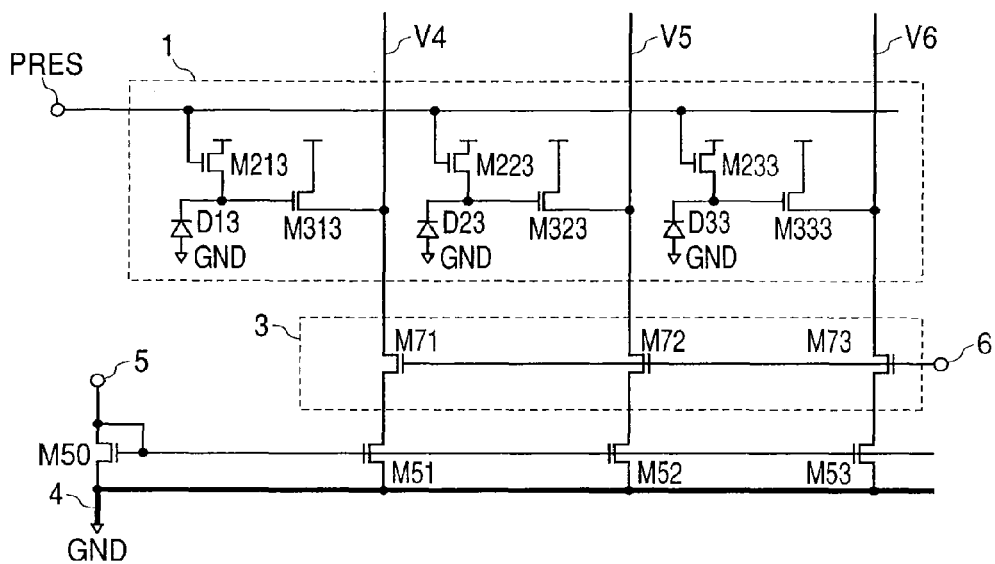 V4 V5 V6
1
PRES
M213 M223 M233
D13 D23 D33
M313 M323 M333
GND GND GND
3
M71 M72 M73
6
5
M50
M51 M52 M53
4
GND